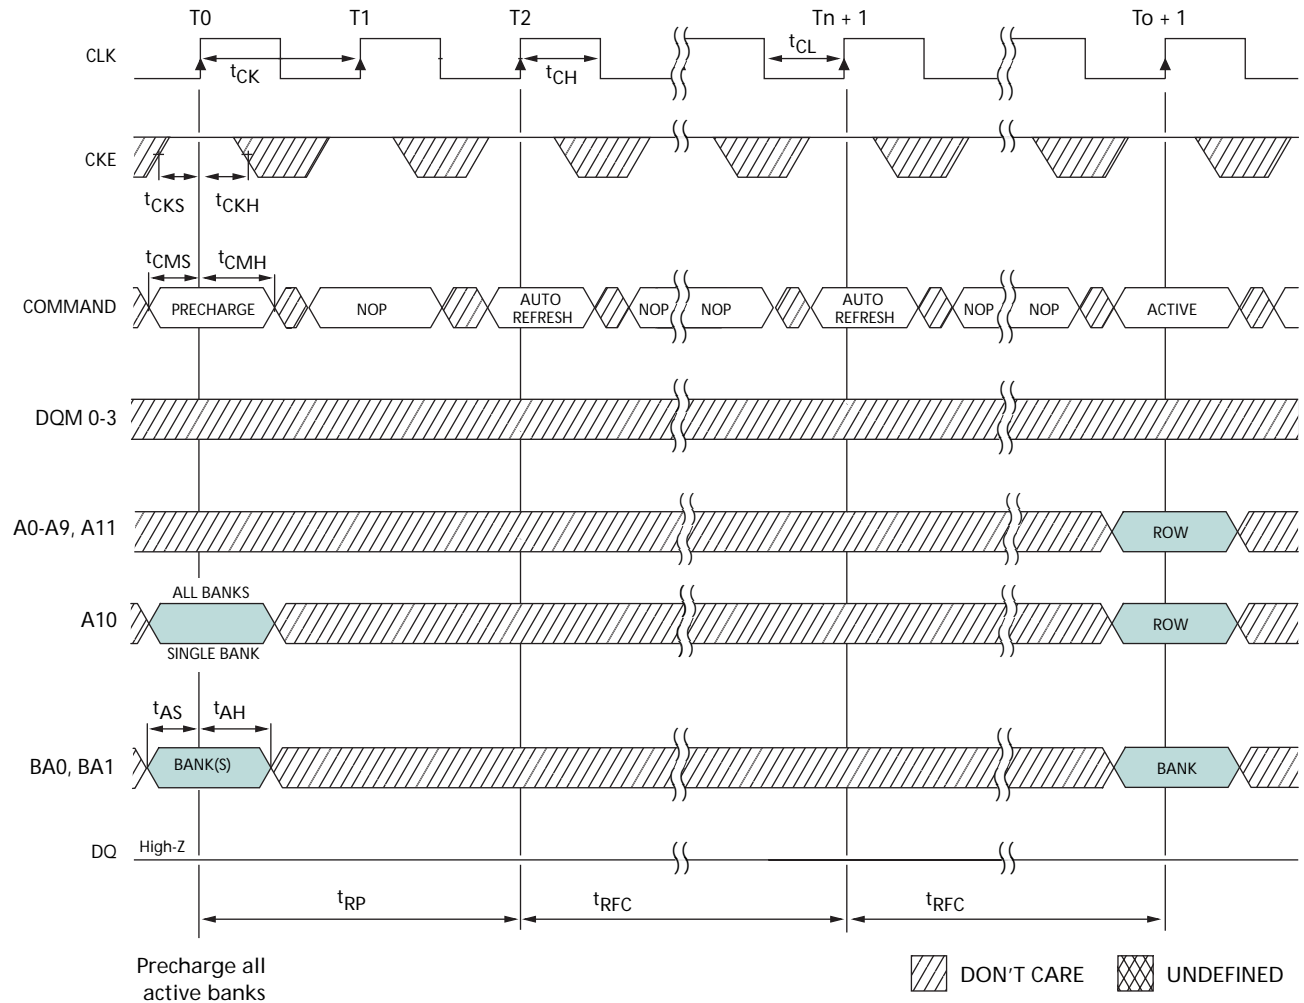 T0 T1 T2 Tn + 1 To + 1
CLK
tCK tCH tCL
CKE
tCKS tCKH
tCMS tCMH
COMMAND PRECHARGE NOP AUTO REFRESH NOP NOP AUTO REFRESH NOP NOP ACTIVE
DQM 0-3
A0-A9, A11 ROW
ALL BANKS
A10 ROW
SINGLE BANK
tAS tAH
BA0, BA1 BANK(S) BANK
DQ High-Z
tRP tRFC tRFC
Precharge all
active banks
DON'T CARE UNDEFINED